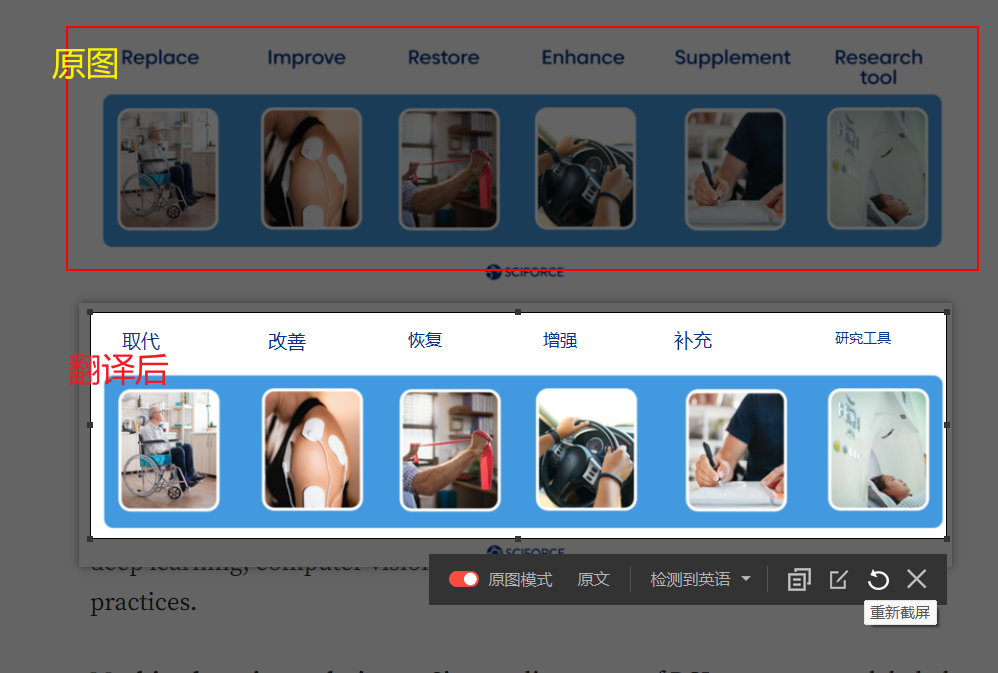 原图
Replace Improve Restore Enhance Supplement Research tool
SCIFORCE
取代 改善 恢复 增强 补充 研究工具
翻译后
SCIFORCE
deep learning, computer vision
原图模式 原文 检测到英语
practices.
重新截屏